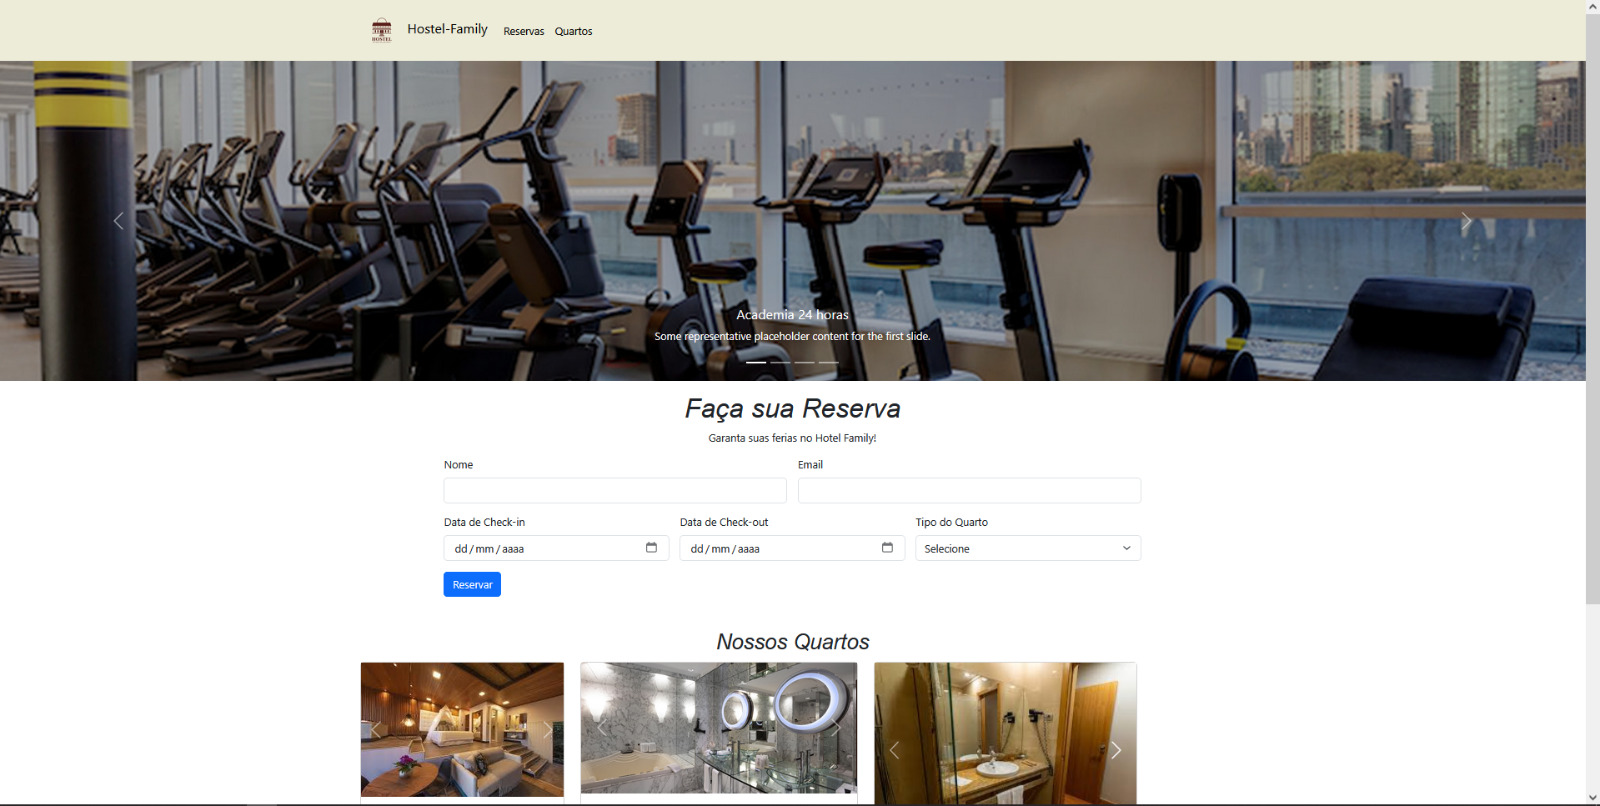 HOSTEL
Hostel-Family
Reservas
Quartos
Academia 24 horas
Some representative placeholder content for the first slide.
Faça sua Reserva
Garanta suas ferias no Hotel Family!
Nome
Email
Data de Check-in
Data de Check-out
Tipo do Quarto
dd/mm/aaaa
dd/mm/aaaa
Selecione
Reservar
Nossos Quartos